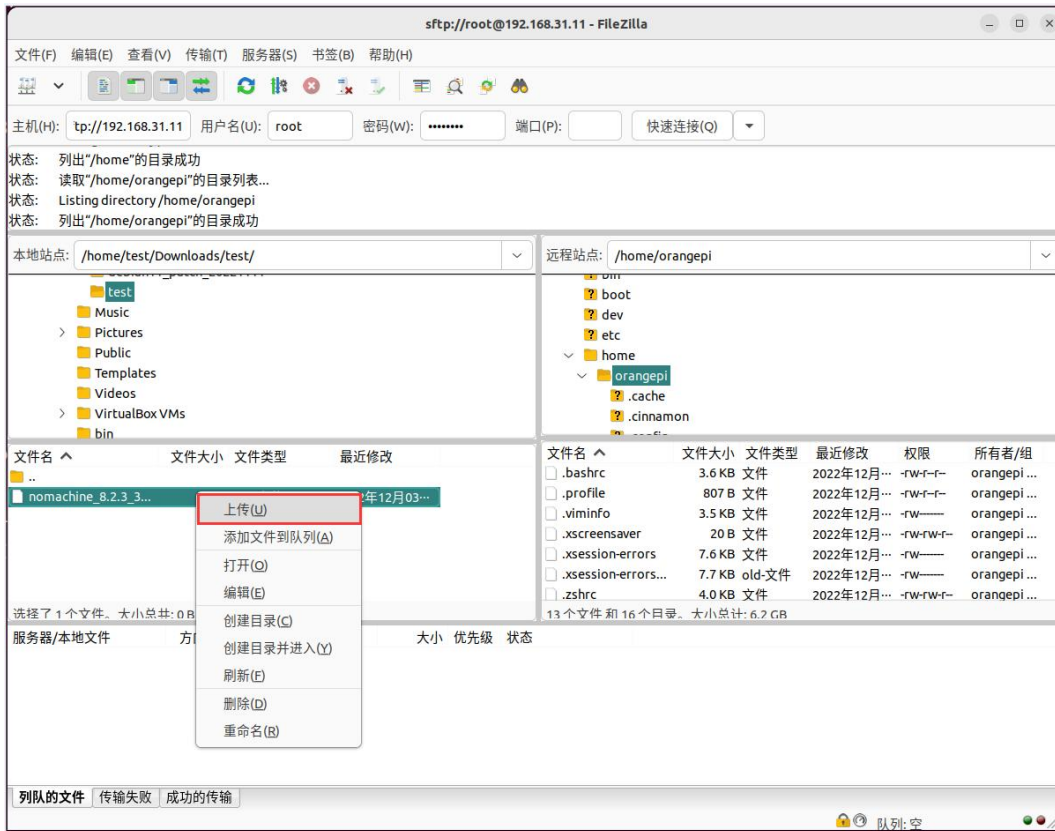 sftp://root@192.168.31.11 - FileZilla
文件(F) 编辑(E) 查看(V) 传输(T) 服务器(S) 书签(B) 帮助(H)
主机(H): tp://192.168.31.11 用户名(U): root 密码(W): •••••••• 端口(P): 快速连接(Q)
状态: 列出"/home"的目录成功
状态: 读取"/home/orangepi"的目录列表...
状态: Listing directory /home/orangepi
状态: 列出"/home/orangepi"的目录成功
本地站点: /home/test/Downloads/test/
test
Music
Pictures
Public
Templates
Videos
VirtualBox VMs
bin
远程站点: /home/orangepi
bin
boot
dev
etc
home
orangepi
.cache
.cinnamon
文件名 文件大小 文件类型 最近修改
..
nomachine_8.2.3_3... 年12月03...
选择了 1 个文件。大小总共: 0 B
上传(U)
添加文件到队列(A)
打开(O)
编辑(E)
创建目录(C)
创建目录并进入(Y)
刷新(F)
删除(D)
重命名(R)
文件名 文件大小 文件类型 最近修改 权限 所有者/组
.bashrc 3.6 KB 文件 2022年12月... -rw-r--r-- orangepi ...
.profile 807 B 文件 2022年12月... -rw-r--r-- orangepi ...
.viminfo 3.5 KB 文件 2022年12月... -rw------- orangepi ...
.xscreensaver 20 B 文件 2022年12月... -rw-rw-r-- orangepi ...
.xsession-errors 7.6 KB 文件 2022年12月... -rw------- orangepi ...
.xsession-errors... 7.7 KB old-文件 2022年12月... -rw------- orangepi ...
.zshrc 4.0 KB 文件 2022年12月... -rw-rw-r-- orangepi ...
13 个文件 和 16 个目录。大小总计: 6.2 GB
服务器/本地文件 方 大小 优先级 状态
列队的文件 传输失败 成功的传输
队列: 空